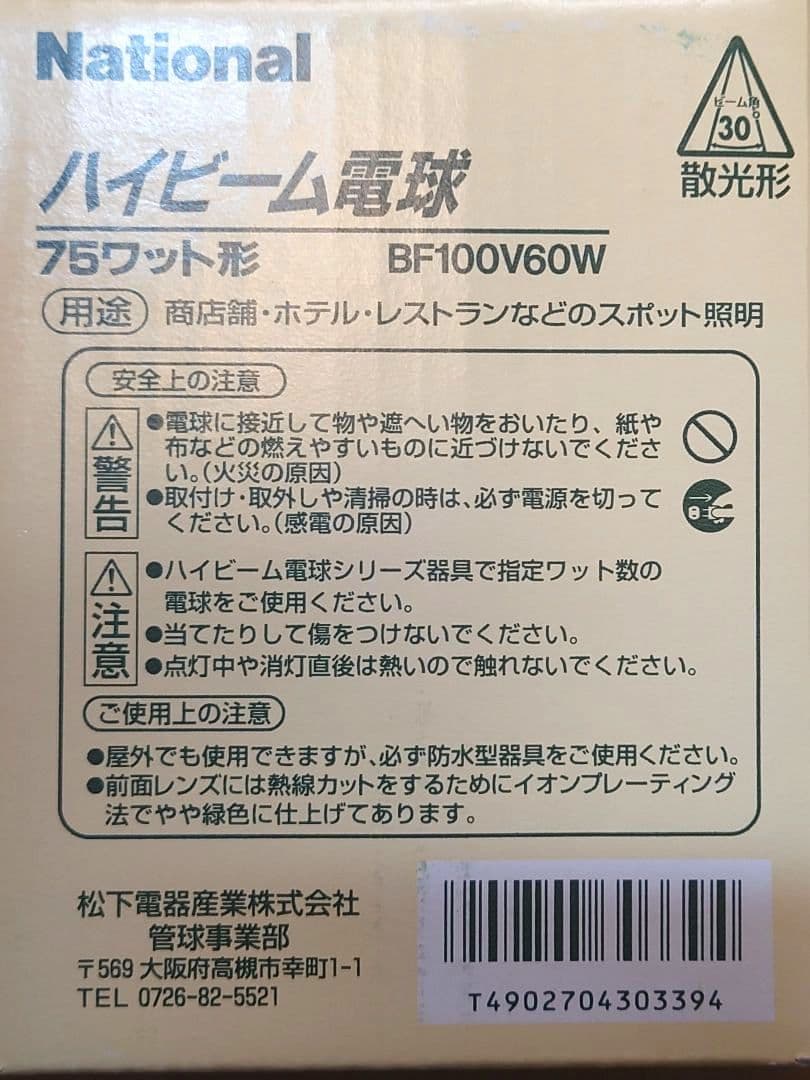 National
ビーム角
30°
散光形
ハイビーム電球
75ワット形 BF100V60W
用途 商店舗・ホテル・レストランなどのスポット照明
安全上の注意
警告
●電球に接近して物や遮へい物をおいたり、紙や
布などの燃えやすいものに近づけないでくださ
い。(火災の原因)
●取付け・取外しや清掃の時は、必ず電源を切って
ください。(感電の原因)
注意
●ハイビーム電球シリーズ器具で指定ワット数の
電球をご使用ください。
●当てたりして傷をつけないでください。
●点灯中や消灯直後は熱いので触れないでください。
ご使用上の注意
●屋外でも使用できますが、必ず防水型器具をご使用ください。
●前面レンズには熱線カットをするためにイオンプレーティング
法でやや緑色に仕上げてあります。
松下電器産業株式会社
管球事業部
〒569 大阪府高槻市幸町1-1
TEL 0726-82-5521
T4902704303394